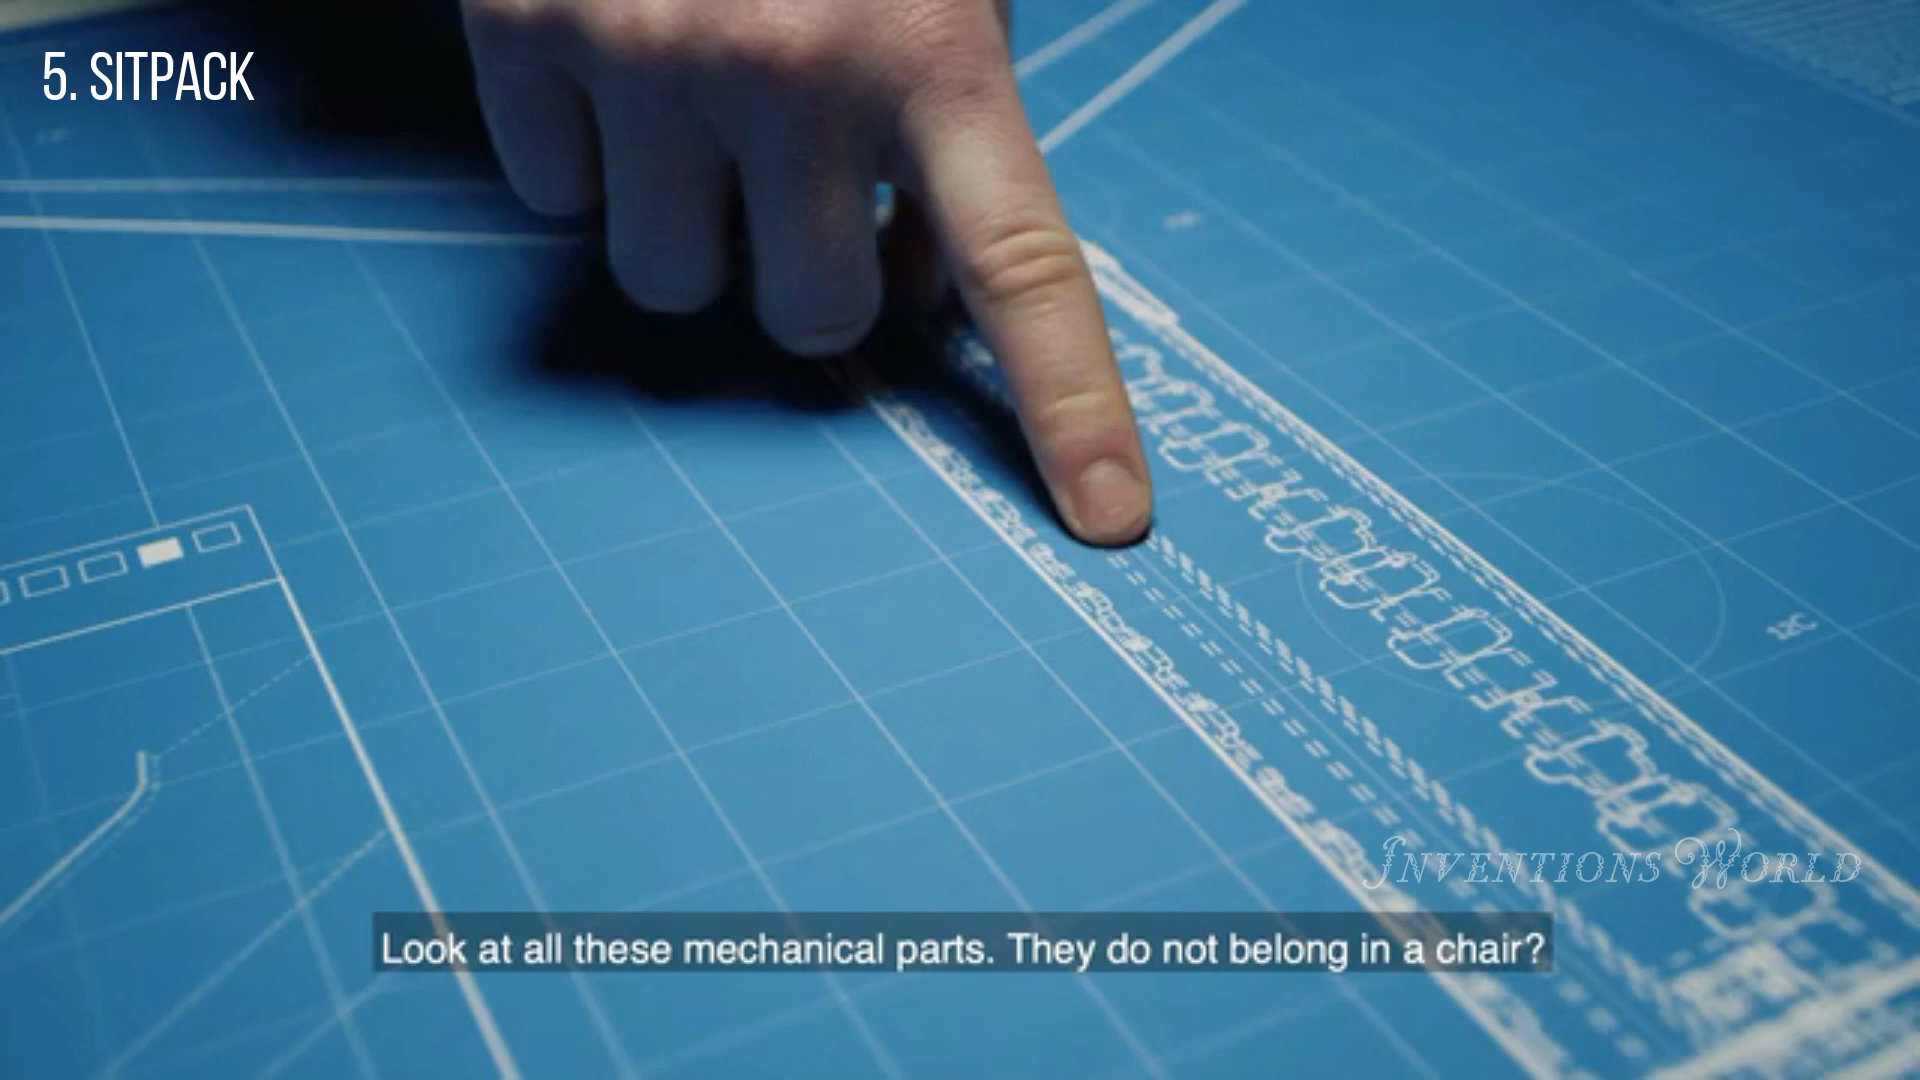 5. SITPACK
INVENTIONS WORLD
Look at all these mechanical parts. They do not belong in a chair?